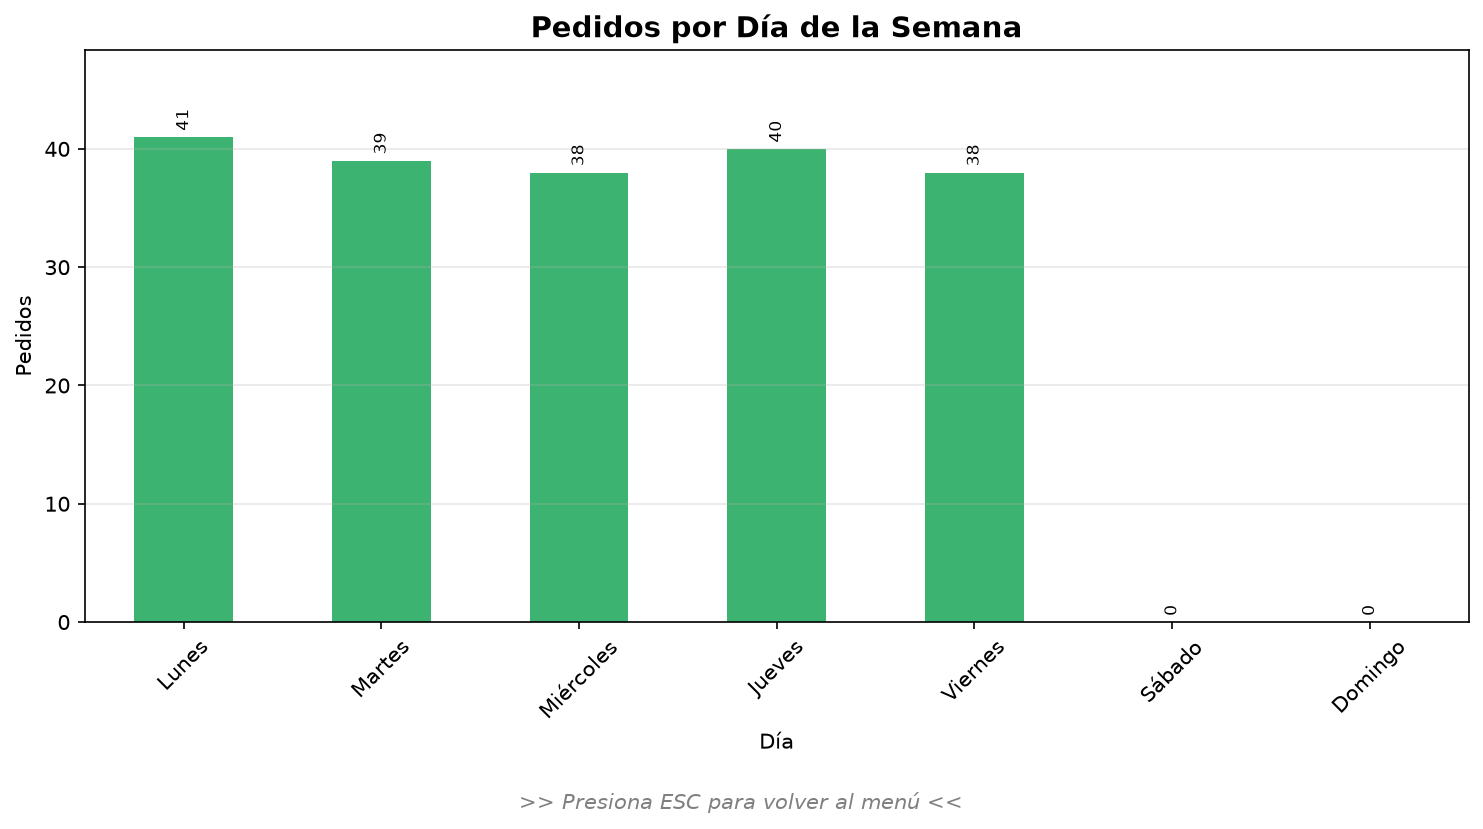 Pedidos por Día de la Semana
Pedidos
40
30
20
10
0
41
39
38
40
38
0
0
Lunes
Martes
Miércoles
Jueves
Viernes
Sábado
Domingo
Día
>> Presiona ESC para volver al menú <<